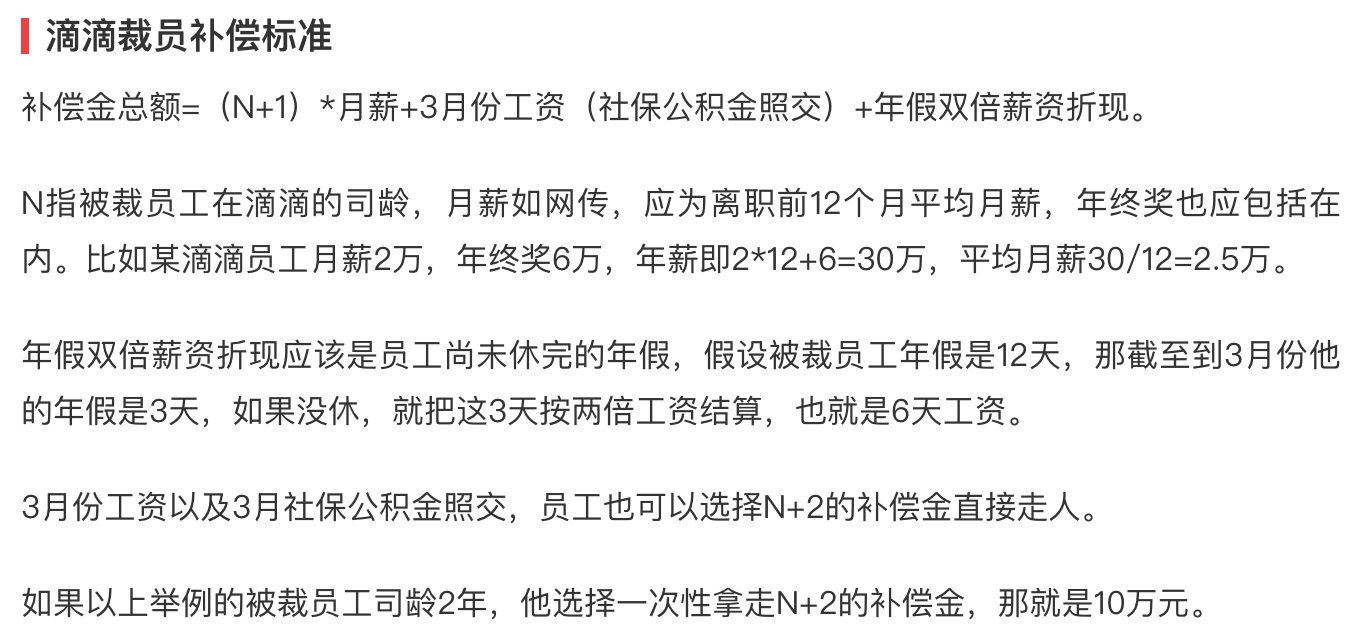 滴滴裁员补偿标准
补偿金总额=（N+1）*月薪+3月份工资（社保公积金照交）+年假双倍薪资折现。
N指被裁员工在滴滴的司龄，月薪如网传，应为离职前12个月平均月薪，年终奖也应包括在
内。比如某滴滴员工月薪2万，年终奖6万，年薪即2*12+6=30万，平均月薪30/12=2.5万。
年假双倍薪资折现应该是员工尚未休完的年假，假设被裁员工年假是12天，那截至到3月份他
的年假是3天，如果没休，就把这3天按两倍工资结算，也就是6天工资。
3月份工资以及3月社保公积金照交，员工也可以选择N+2的补偿金直接走人。
如果以上举例的被裁员工司龄2年，他选择一次性拿走N+2的补偿金，那就是10万元。